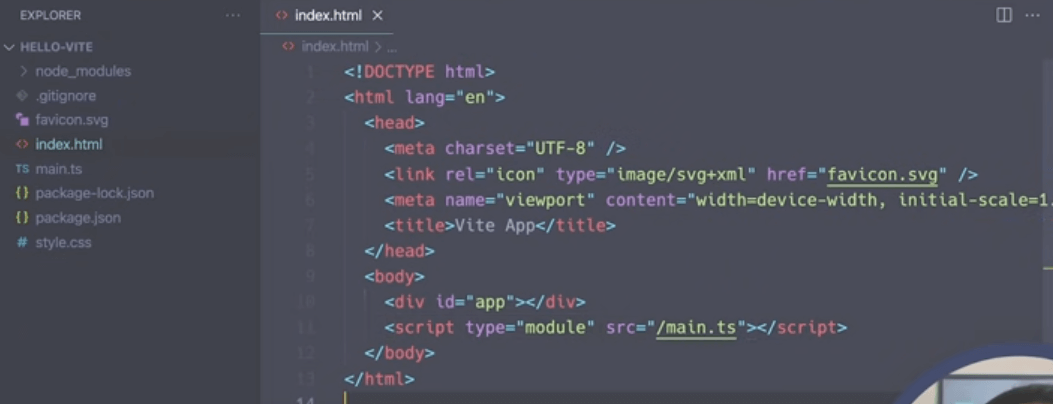 EXPLORER
···
index.html
···
HELLO-VITE
index.html > ...
node_modules
.gitignore
favicon.svg
index.html
TS main.ts
{} package-lock.json
{} package.json
# style.css
1 <!DOCTYPE html>
2 <html lang="en">
3 <head>
4 <meta charset="UTF-8" />
5 <link rel="icon" type="image/svg+xml" href="favicon.svg" />
6 <meta name="viewport" content="width=device-width, initial-scale=1.
7 <title>Vite App</title>
8 </head>
9 <body>
10 <div id="app"></div>
11 <script type="module" src="/main.ts"></script>
12 </body>
13 </html>
14